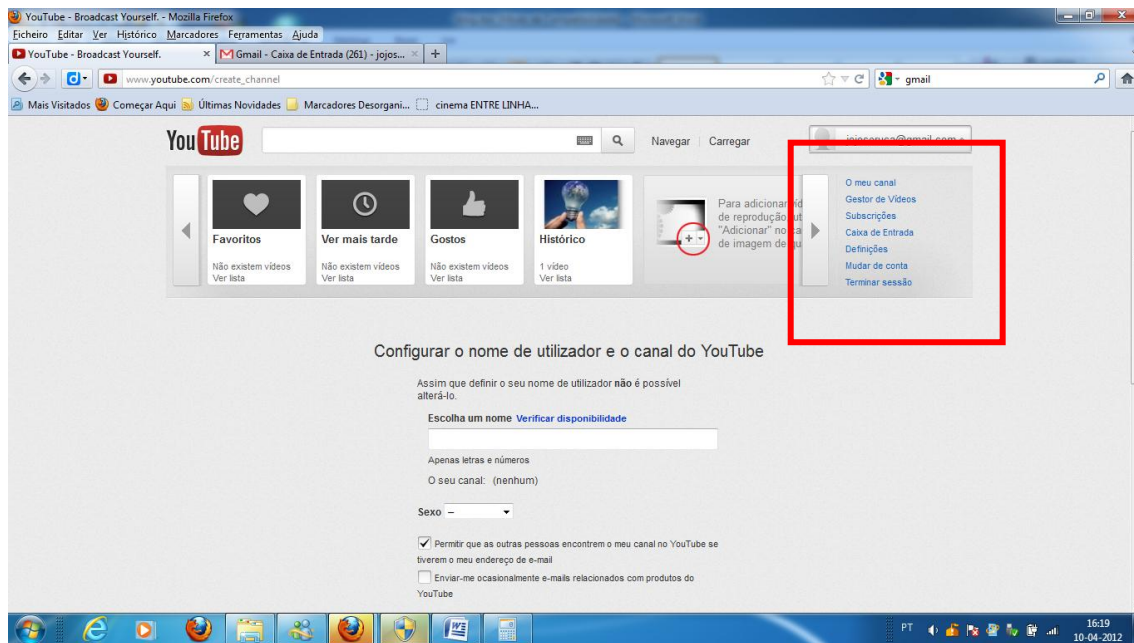 YouTube - Broadcast Yourself. - Mozilla Firefox
Ficheiro Editar Ver Histórico Marcadores Ferramentas Ajuda
YouTube - Broadcast Yourself. × Gmail - Caixa de Entrada (261) - jojos... × +
www.youtube.com/create_channel gmail
Mais Visitados Começar Aqui Últimas Novidades Marcadores Desorgani... cinema ENTRE LINHA...
YouTube Navegar Carregar
O meu canal
Gestor de Vídeos
Subscrições
Caixa de Entrada
Definições
Mudar de conta
Terminar sessão
Favoritos
Não existem vídeos
Ver lista
Ver mais tarde
Não existem vídeos
Ver lista
Gostos
Não existem vídeos
Ver lista
Histórico
1 vídeo
Ver lista
Para adicionar
de reprodução
"Adicionar"
de imagem de
Configurar o nome de utilizador e o canal do YouTube
Assim que definir o seu nome de utilizador não é possível
alterá-lo.
Escolha um nome Verificar disponibilidade
Apenas letras e números
O seu canal: (nenhum)
Sexo –
Permitir que as outras pessoas encontrem o meu canal no YouTube se
tiverem o meu endereço de e-mail
Enviar-me ocasionalmente e-mails relacionados com produtos do
YouTube
PT 16:19
10-04-2012